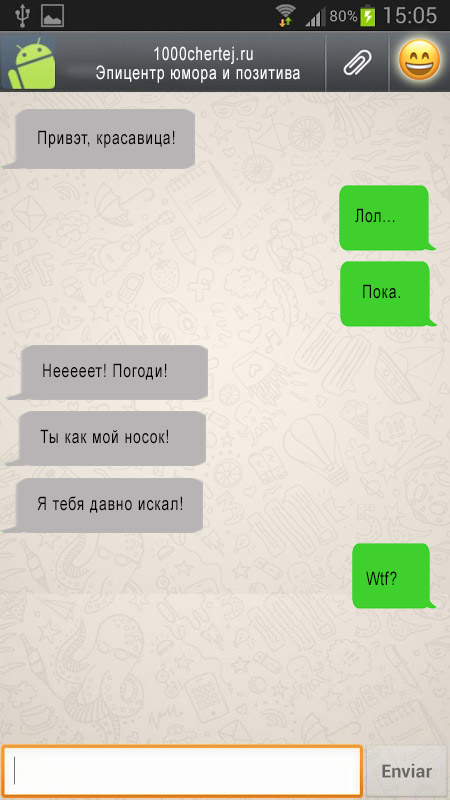 80% 15:05
1000chertej.ru
Эпицентр юмора и позитива
Привэт, красавица!
Лол...
Пока.
Нееееет! Погоди!
Ты как мой носок!
Я тебя давно искал!
Wtf?
Enviar